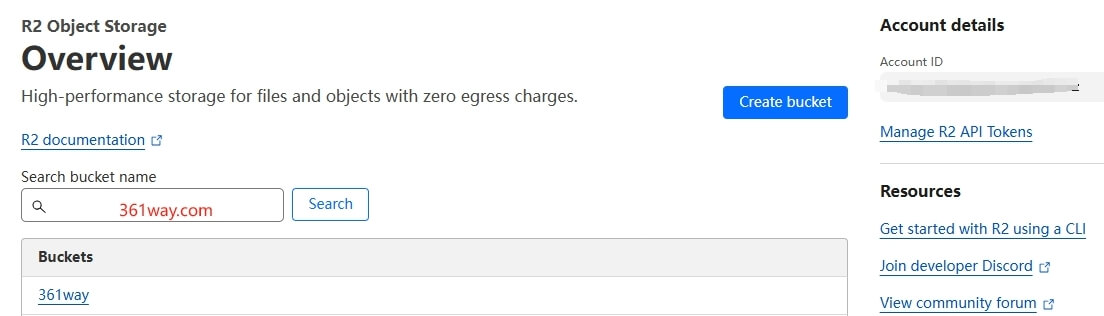 R2 Object Storage
Overview
High-performance storage for files and objects with zero egress charges.
Create bucket
R2 documentation
Search bucket name
361way.com
Search
Buckets
361way
Account details
Account ID
Manage R2 API Tokens
Resources
Get started with R2 using a CLI
Join developer Discord
View community forum